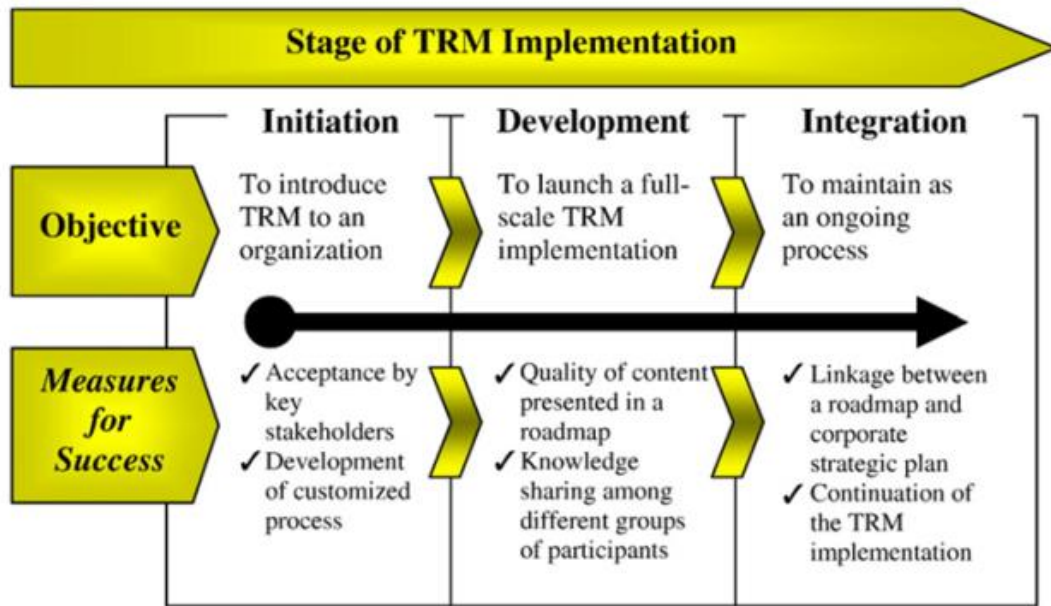 Stage of TRM Implementation
Initiation
Development
Integration
Objective
To introduce
TRM to an
organization
To launch a full-
scale TRM
implementation
To maintain as
an ongoing
process
Measures
for
Success
✓ Acceptance by
key
stakeholders
✓ Development
of customized
process
✓ Quality of content
presented in a
roadmap
✓ Knowledge
sharing among
different groups
of participants
✓ Linkage between
a roadmap and
corporate
strategic plan
✓ Continuation of
the TRM
implementation